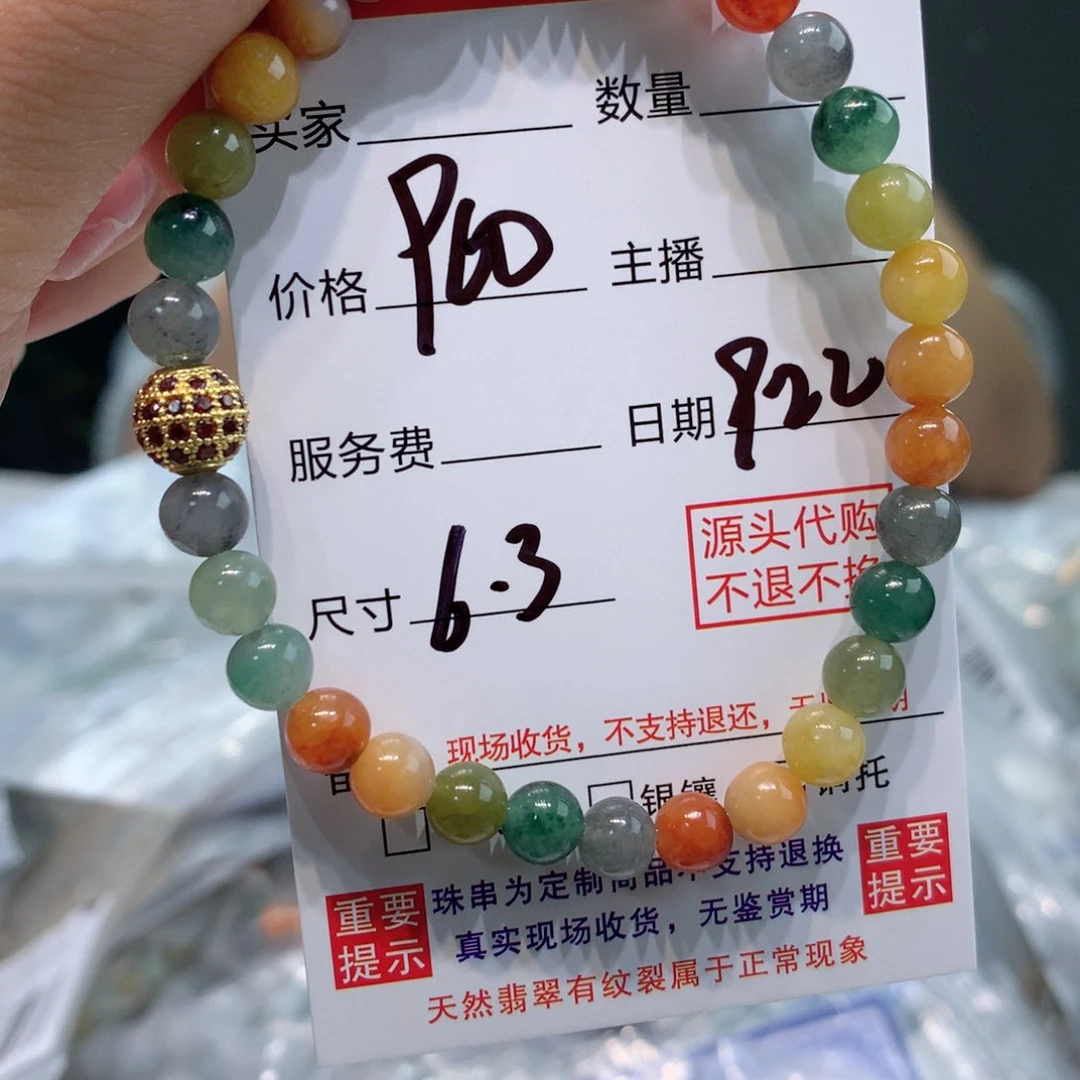 买家 数量
价格 P60 主播
服务费 日期 P22
尺寸 6.3
源头代购
不退不换
现场收货，不支持退还，
银镶
重要
提示
珠串为定制商品不支持退换
真实现场收货，无鉴赏期
重要
提示
天然翡翠有纹裂属于正常现象